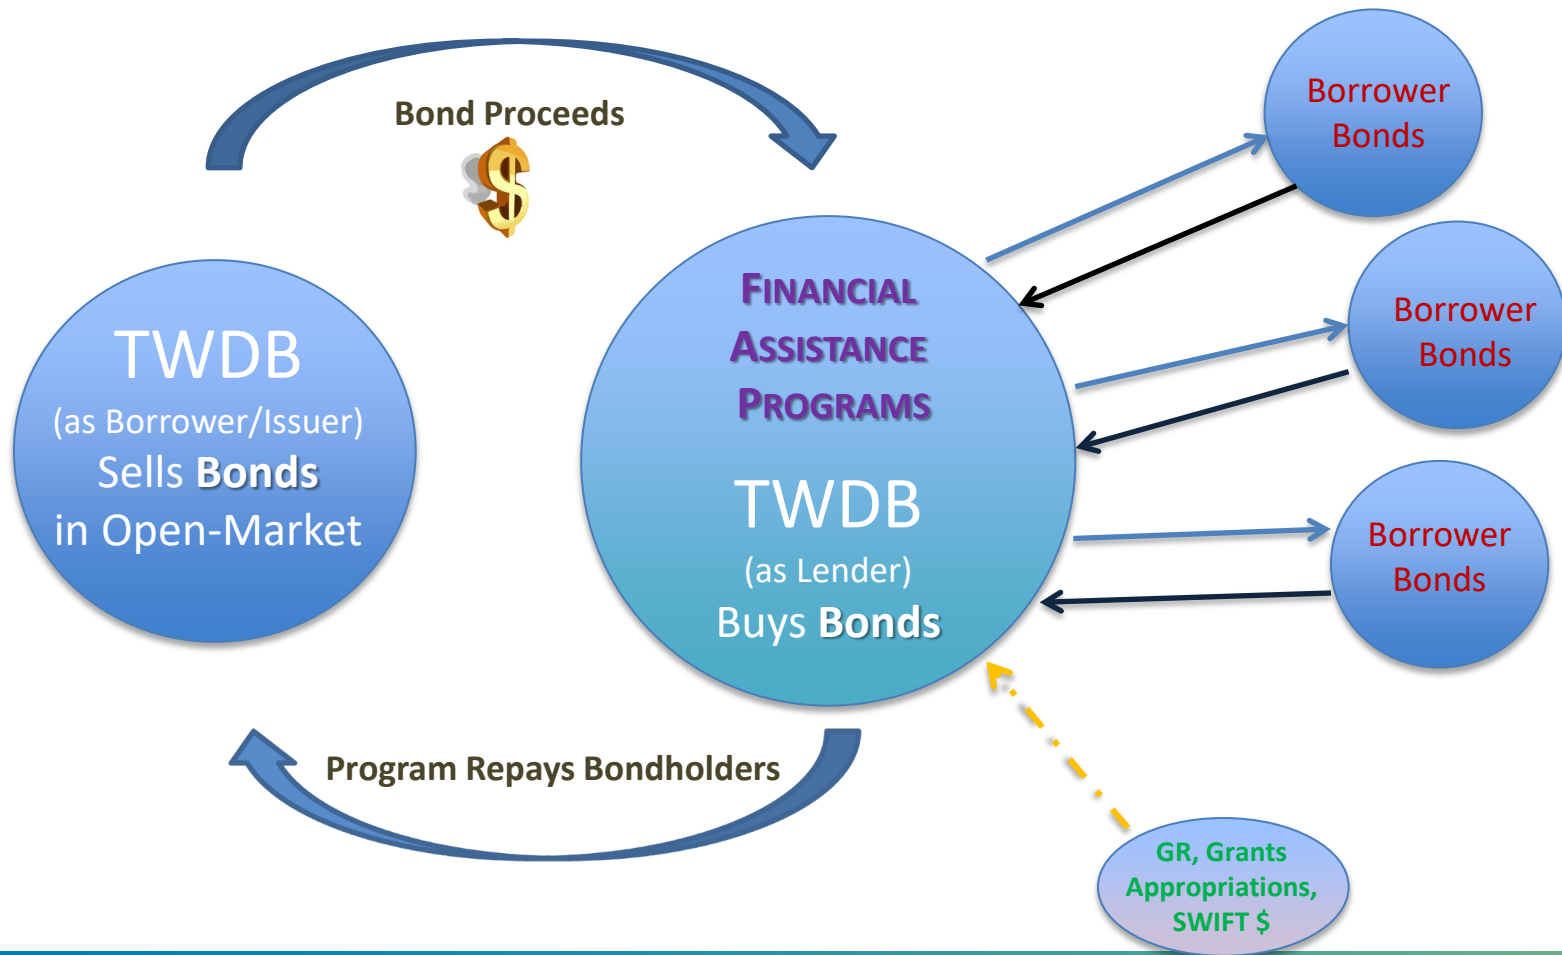 Bond Proceeds
$
TWDB
(as Borrower/Issuer)
Sells Bonds
in Open-Market
FINANCIAL
ASSISTANCE
PROGRAMS
TWDB
(as Lender)
Buys Bonds
Borrower
Bonds
Borrower
Bonds
Borrower
Bonds
Program Repays Bondholders
GR, Grants
Appropriations,
SWIFT $